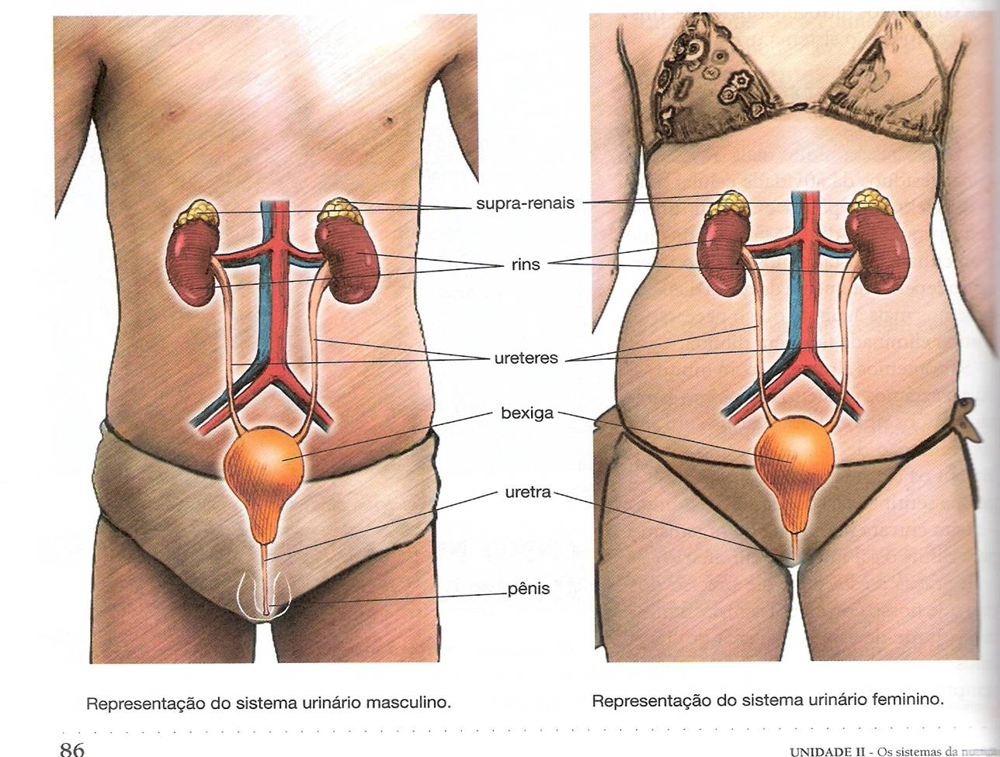 supra-renais
rins
ureteres
bexiga
uretra
pênis
Representação do sistema urinário masculino.
Representação do sistema urinário feminino.
86
UNIDADE II - Os sistemas da